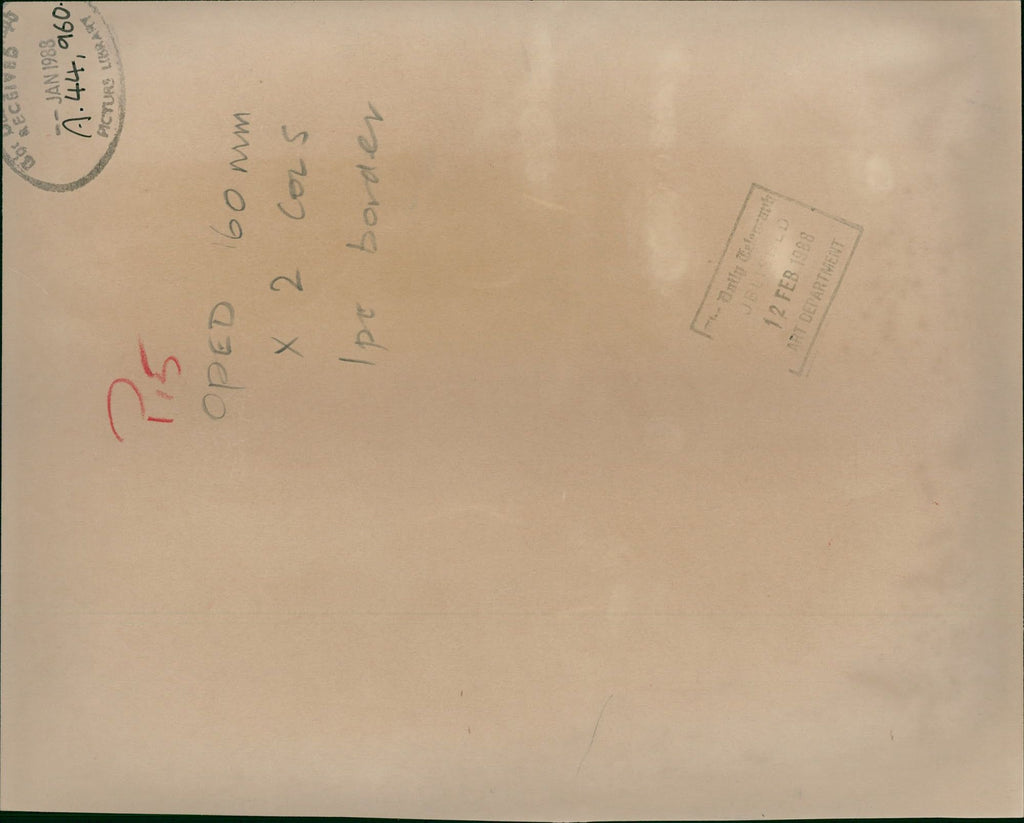 RECEIVED
-- JAN 1988
A. 44, 960.
PICTURE LIBRARY
P15
OPED 160 mm
X 2 COLS
1pt border
The Daily Telegraph
PUBLISHED
12 FEB 1988
ART DEPARTMENT